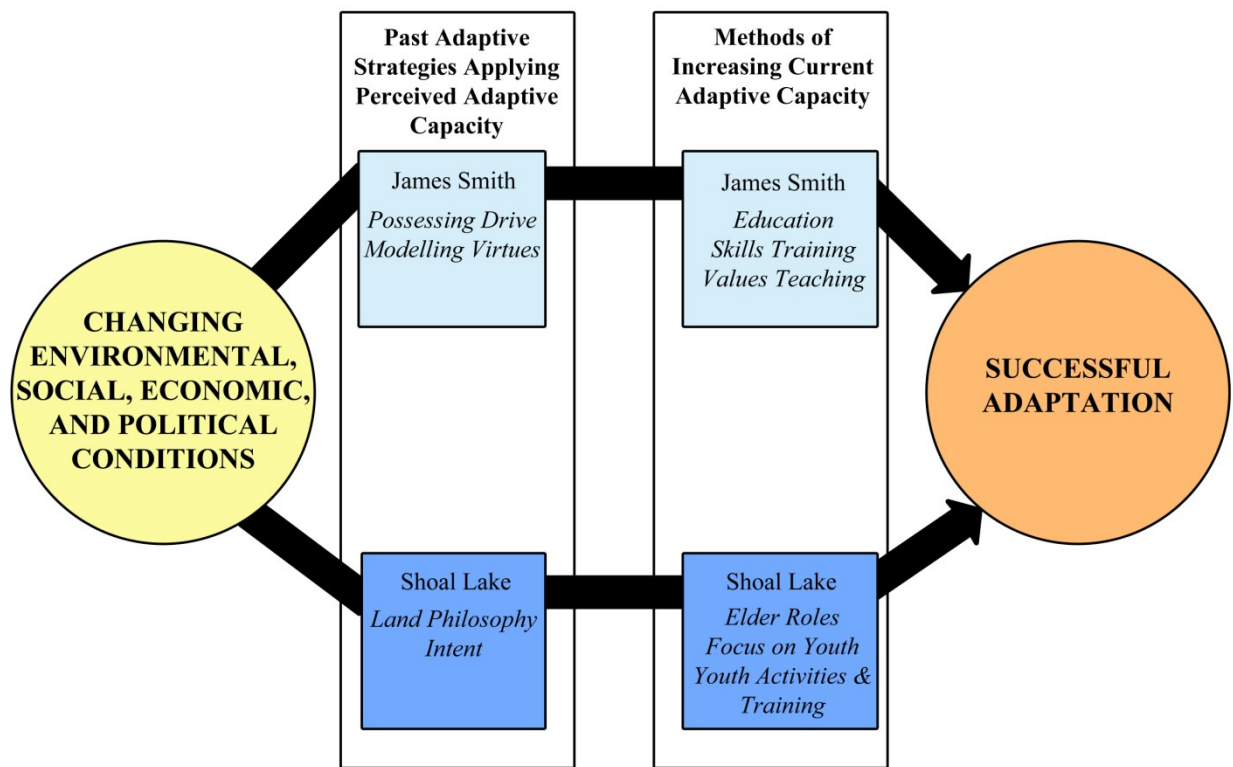 Past Adaptive
Strategies Applying
Perceived Adaptive
Capacity
Methods of
Increasing Current
Adaptive Capacity
James Smith
Possessing Drive
Modelling Virtues
James Smith
Education
Skills Training
Values Teaching
CHANGING
ENVIRONMENTAL,
SOCIAL, ECONOMIC,
AND POLITICAL
CONDITIONS
SUCCESSFUL
ADAPTATION
Shoal Lake
Land Philosophy
Intent
Shoal Lake
Elder Roles
Focus on Youth
Youth Activities &
Training